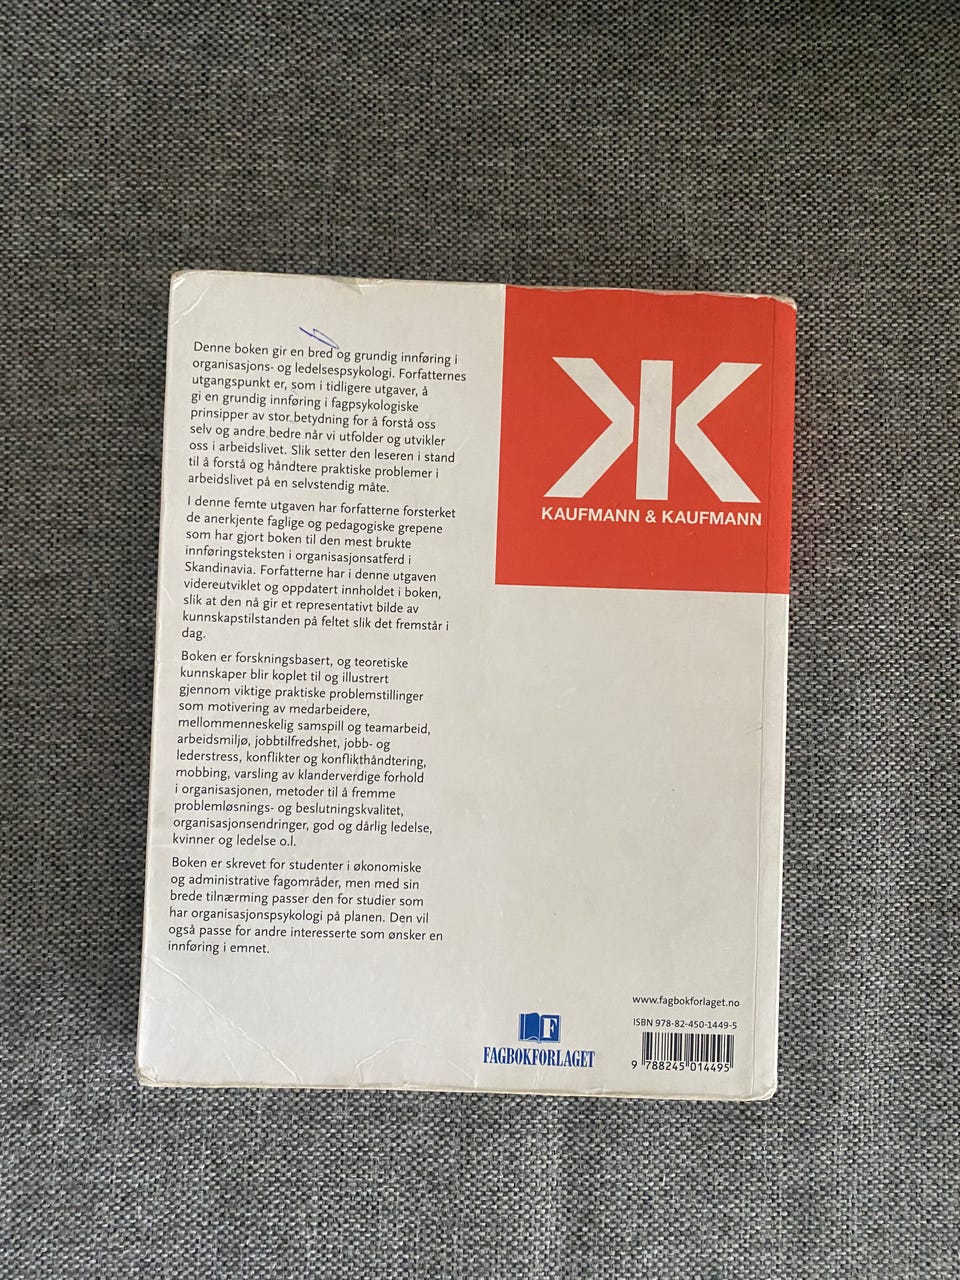 Denne boken gir en bred og grundig innføring i
organisasjons- og ledelsespsykologi. Forfatternes
utgangspunkt er, som i tidligere utgaver, å
gi en grundig innføring i fagpsykologiske
prinsipper av stor betydning for å forstå oss
selv og andre bedre når vi utfolder og utvikler
oss i arbeidslivet. Slik setter den leseren i stand
til å forstå og håndtere praktiske problemer i
arbeidslivet på en selvstendig måte.
I denne femte utgaven har forfatterne forsterket
de anerkjente faglige og pedagogiske grepene
som har gjort boken til den mest brukte
innføringsteksten i organisasjonsatferd i
Skandinavia. Forfatterne har i denne utgaven
videreutviklet og oppdatert innholdet i boken,
slik at den nå gir et representativt bilde av
kunnskapstilstanden på feltet slik det fremstår i
dag.
Boken er forskningsbasert, og teoretiske
kunnskaper blir koplet til og illustrert
gjennom viktige praktiske problemstillinger
som motivering av medarbeidere,
mellommenneskelig samspill og teamarbeid,
arbeidsmiljø, jobbtilfredshet, jobb- og
lederstress, konflikter og konflikthåndtering,
mobbing, varsling av klanderverdige forhold
i organisasjonen, metoder til å fremme
problemløsnings- og beslutningskvalitet,
organisasjonsendringer, god og dårlig ledelse,
kvinner og ledelse o.l.
Boken er skrevet for studenter i økonomiske
og administrative fagområder, men med sin
brede tilnærming passer den for studier som
har organisasjonspsykologi på planen. Den vil
også passe for andre interesserte som ønsker en
innføring i emnet.
KK
KAUFMANN & KAUFMANN
F
FAGBOKFORLAGET
www.fagbokforlaget.no
ISBN 978-82-450-1449-5
9 788245 014495